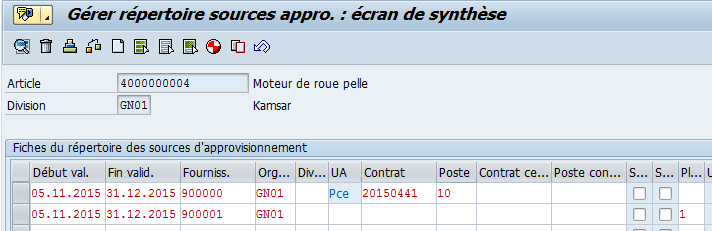 Gérer répertoire sources appro. : écran de synthèse
Article 4000000004 Moteur de roue pelle
Division GN01 Kamsar
Fiches du répertoire des sources d'approvisionnement
Début val. Fin valid. Fourniss. Org... Div... UA Contrat Poste Contrat ce... Poste con... S... S... Pl...
05.11.2015 31.12.2015 900000 GN01 Pce 20150441 10
05.11.2015 31.12.2015 900001 GN01 1